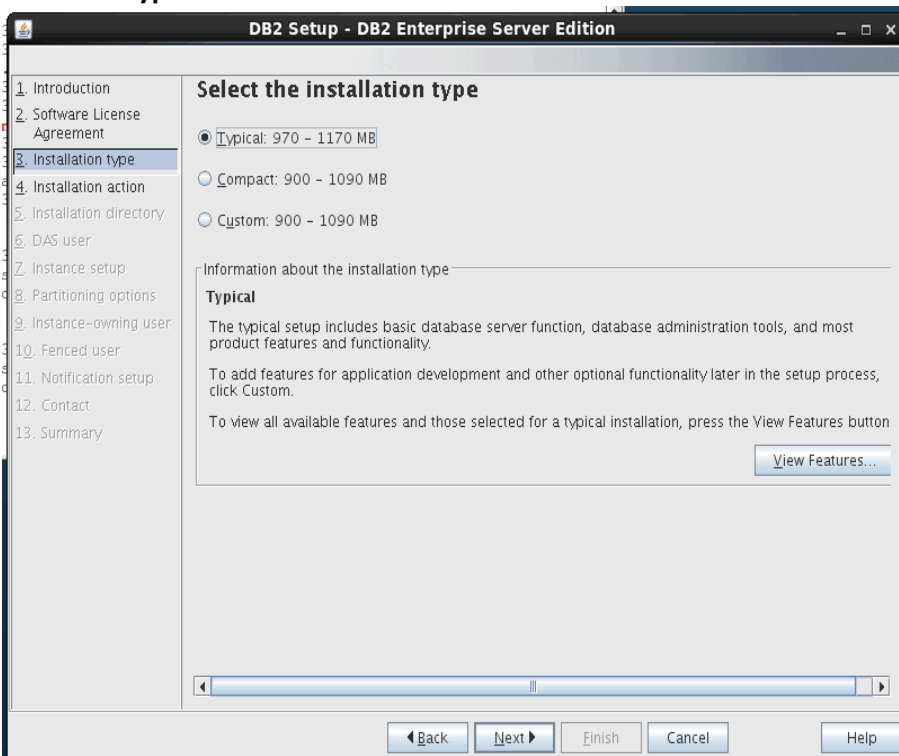 DB2 Setup - DB2 Enterprise Server Edition
1. Introduction
2. Software License
Agreement
3. Installation type
4. Installation action
5. Installation directory
6. DAS user
7. Instance setup
8. Partitioning options
9. Instance-owning user
10. Fenced user
11. Notification setup
12. Contact
13. Summary
Select the installation type
Typical: 970 - 1170 MB
Compact: 900 - 1090 MB
Custom: 900 - 1090 MB
Information about the installation type
Typical
The typical setup includes basic database server function, database administration tools, and most
product features and functionality.
To add features for application development and other optional functionality later in the setup process,
click Custom.
To view all available features and those selected for a typical installation, press the View Features button
View Features...
Back
Next
Finish
Cancel
Help